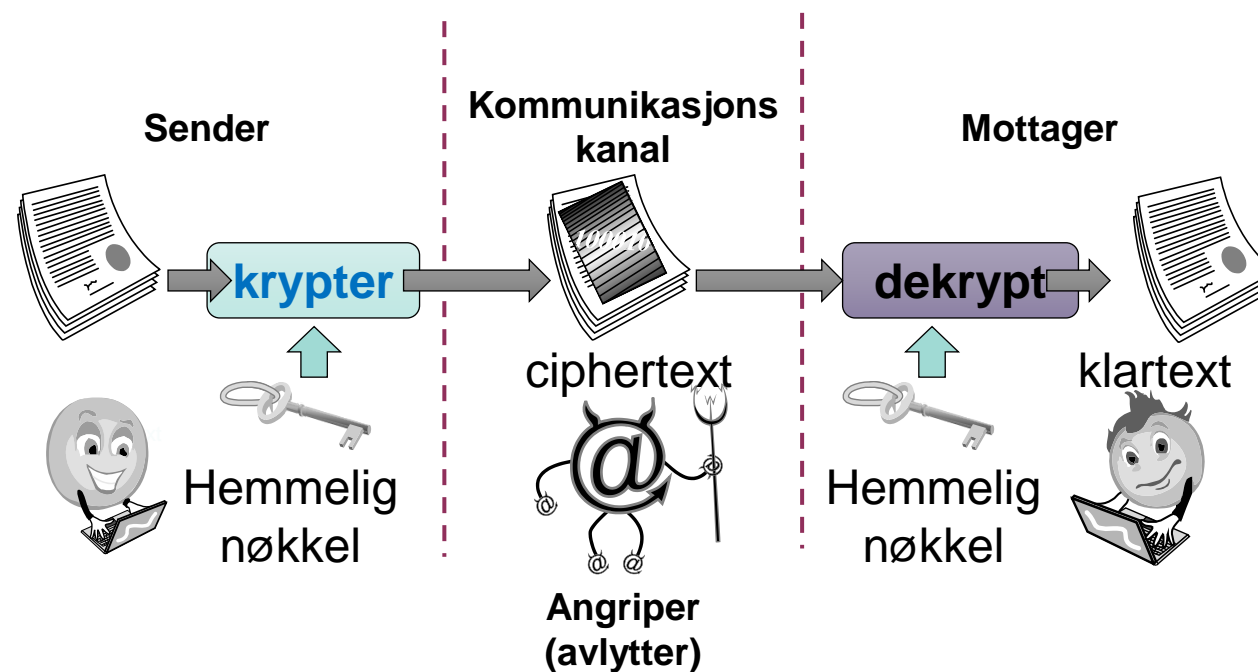 Sender
Kommunikasjons
kanal
Mottager
krypter
dekrypt
ciphertext
klartext
@
@
@
@
@
Hemmelig
nøkkel
Hemmelig
nøkkel
Angriper
(avlytter)